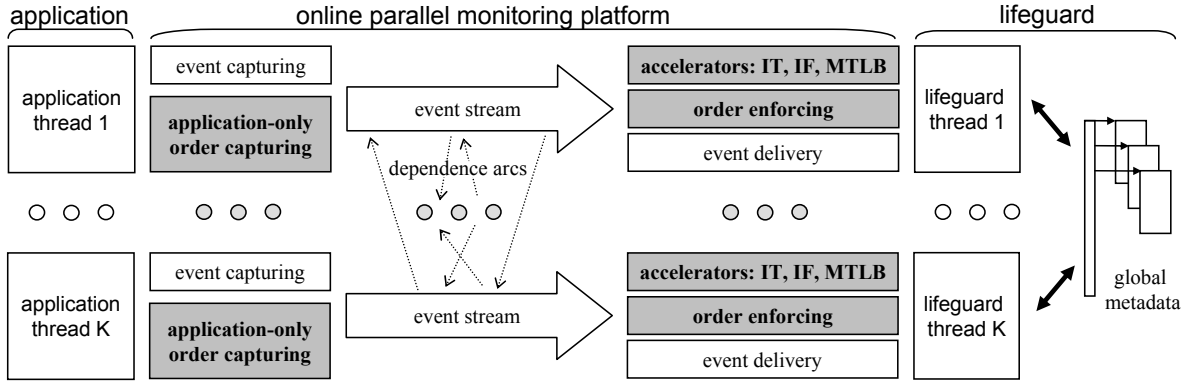 application
online parallel monitoring platform
lifeguard
application
thread 1
event capturing
application-only
order capturing
event stream
accelerators: IT, IF, MTLB
order enforcing
event delivery
lifeguard
thread 1
dependence arcs
application
thread K
event capturing
application-only
order capturing
event stream
accelerators: IT, IF, MTLB
order enforcing
event delivery
lifeguard
thread K
global
metadata